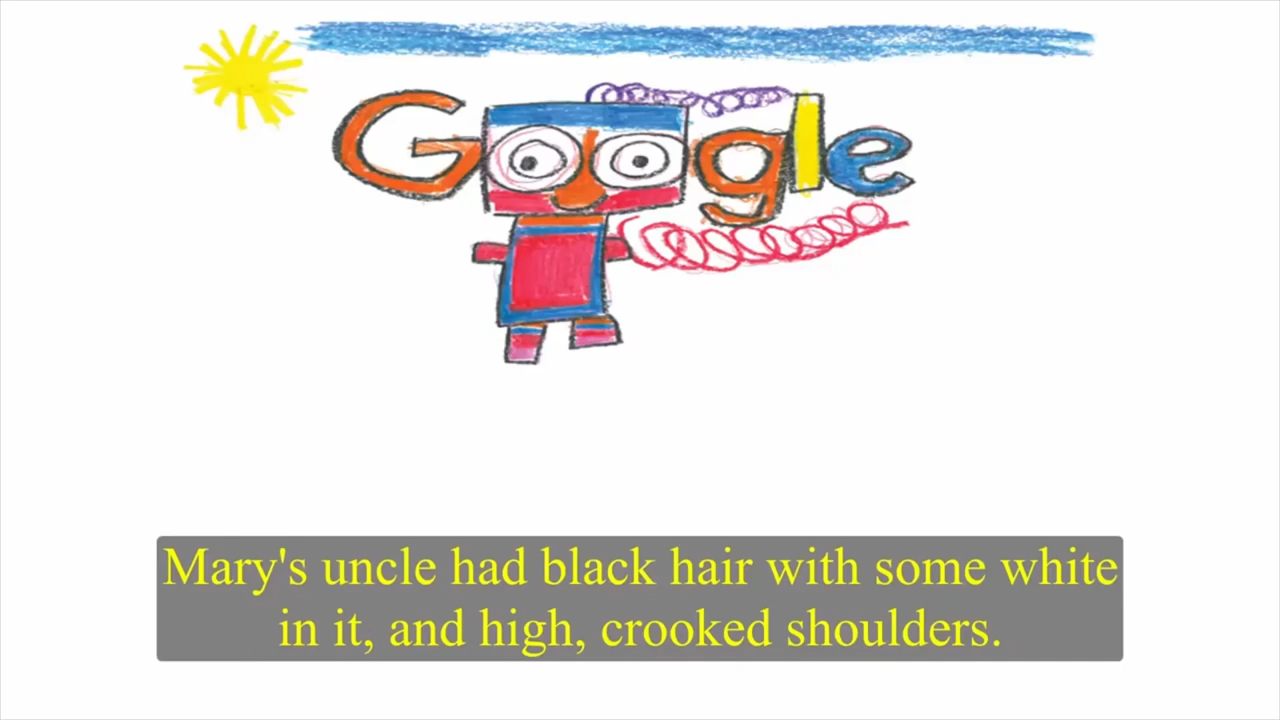 Google
Mary's uncle had black hair with some white
in it, and high, crooked shoulders.